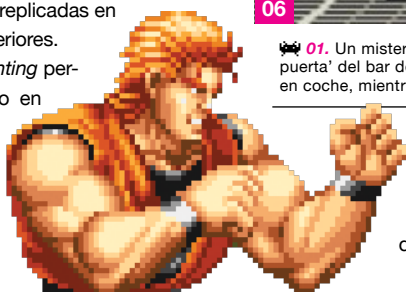 replicadas en
eriores.
nting per-
o en
06
01. Un mister
puerta' del bar de
en coche, mientr